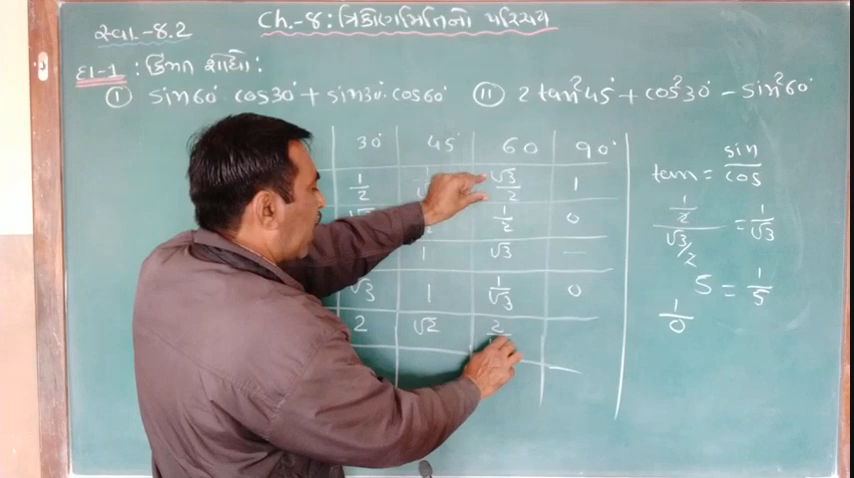 Ch.-8: ત્રિકોણમિતિનો પરિચય
સ્વા.-8.2
દા-1 : કિંમત શોધો :
① sin60° cos30° + sin30°. cos60°
② 2 tan²45° + cos²30° - sin²60°
30° 45° 60 90°
1/2 √3/2 1
1/2 0
1 √3 —
√3 1 1/√3 0
2 √2 2
tan = sin/cos
1/2 / √3/2 = 1/√3
5 = 1/5
1/0